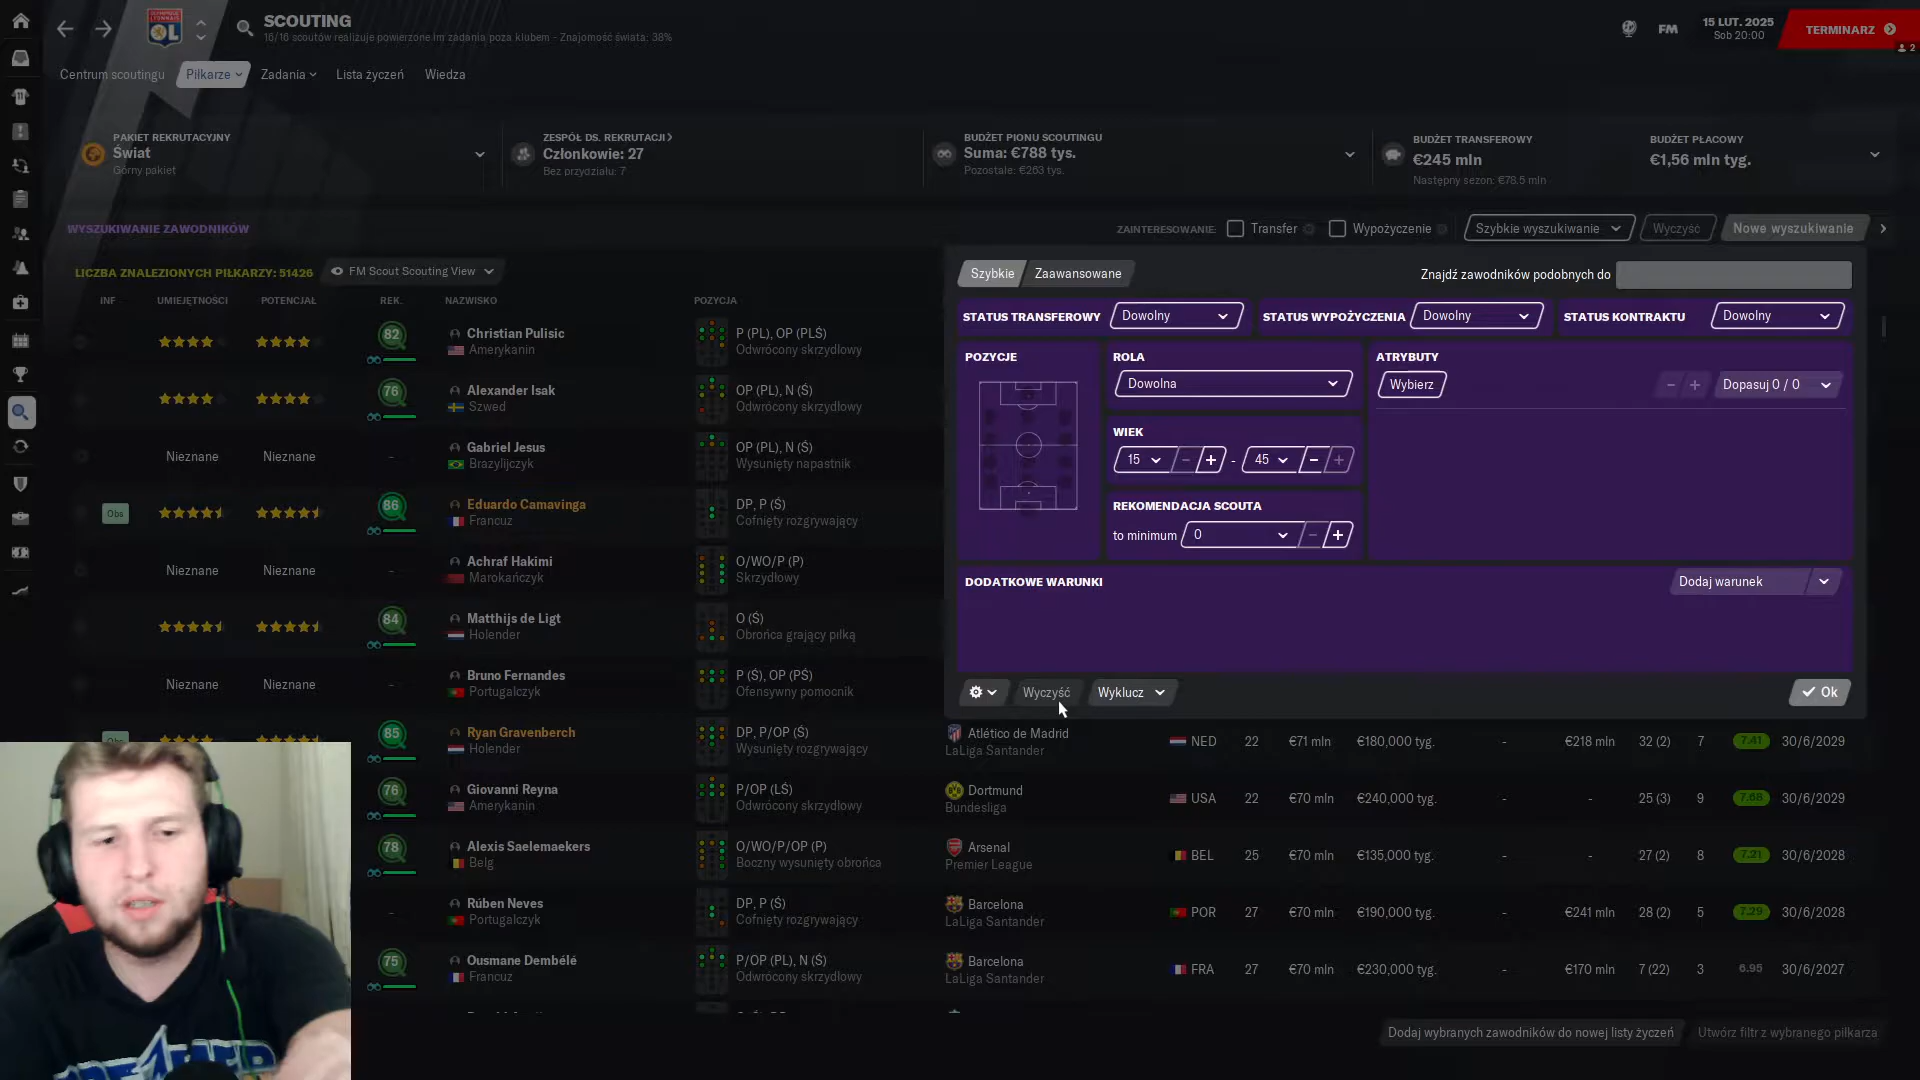 SCOUTING
16/16 scoutów realizuje powierzone im zadania poza klubem - Znajomość świata: 38%
FM
15 LUT. 2025
Sob 20:00
TERMINARZ
2
Centrum scoutingu
Piłkarze
Zadania
Lista życzeń
Wiedza
PAKIET REKRUTACYJNY
Świat
Górny pakiet
ZESPÓŁ DS. REKRUTACJI
Członkowie: 27
Bez przydziału: 7
BUDŻET PIONU SCOUTINGU
Suma: €788 tys.
Pozostałe: €263 tys.
BUDŻET TRANSFEROWY
€245 mln
Następny sezon: €78.5 mln
BUDŻET PŁACOWY
€1,56 mln tyg.
WYSZUKIWANIE ZAWODNIKÓW
ZAINTERESOWANIE:
Transfer
Wypożyczenie
Szybkie wyszukiwanie
Wyczyść
Nowe wyszukiwanie
LICZBA ZNALEZIONYCH PIŁKARZY: 51426
FM Scout Scouting View
Szybkie
Zaawansowane
Znajdź zawodników podobnych do
INF
UMIEJĘTNOŚCI
POTENCJAŁ
REK.
NAZWISKO
POZYCJA
STATUS TRANSFEROWY
Dowolny
STATUS WYPOŻYCZENIA
Dowolny
STATUS KONTRAKTU
Dowolny
POZYCJE
ROLA
Dowolna
ATRYBUTY
Wybierz
Dopasuj 0 / 0
WIEK
15
-
45
REKOMENDACJA SCOUTA
to minimum
0
DODATKOWE WARUNKI
Dodaj warunek
Wyczyść
Wyklucz
Ok
82 Christian Pulisic P (PL), OP (PLŚ)
Amerykanin Odwrócony skrzydłowy
76 Alexander Isak OP (PL), N (Ś)
Szwed Odwrócony skrzydłowy
Nieznane Nieznane - Gabriel Jesus OP (PL), N (Ś)
Brazylijczyk Wysunięty napastnik
Obs 86 Eduardo Camavinga DP, P (Ś)
Francuz Cofnięty rozgrywający
Nieznane Nieznane - Achraf Hakimi O/WO/P (P)
Marokańczyk Skrzydłowy
84 Matthijs de Ligt O (Ś)
Holender Obrońca grający piłką
Nieznane Nieznane - Bruno Fernandes P (Ś), OP (PŚ)
Portugalczyk Ofensywny pomocnik
Obs 85 Ryan Gravenberch DP, P/OP (Ś) Atlético de Madrid NED 22 €71 mln €180,000 tyg. - €218 mln 32 (2) 7 7.41 30/6/2029
Holender Wysunięty rozgrywający LaLiga Santander
76 Giovanni Reyna P/OP (LŚ) Dortmund USA 22 €70 mln €240,000 tyg. - - 25 (3) 9 7.68 30/6/2029
Amerykanin Odwrócony skrzydłowy Bundesliga
78 Alexis Saelemaekers O/WO/P/OP (P) Arsenal BEL 25 €70 mln €135,000 tyg. - - 27 (2) 8 7.21 30/6/2028
Belg Boczny wysunięty obrońca Premier League
- Rúben Neves DP, P (Ś) Barcelona POR 27 €70 mln €190,000 tyg. - €241 mln 28 (2) 5 7.29 30/6/2028
Portugalczyk Cofnięty rozgrywający LaLiga Santander
75 Ousmane Dembélé P/OP (PL), N (Ś) Barcelona FRA 27 €70 mln €230,000 tyg. - €170 mln 7 (22) 3 6.95 30/6/2027
Francuz Odwrócony skrzydłowy LaLiga Santander
Dodaj wybranych zawodników do nowej listy życzeń
Utwórz filtr z wybranego piłkarza